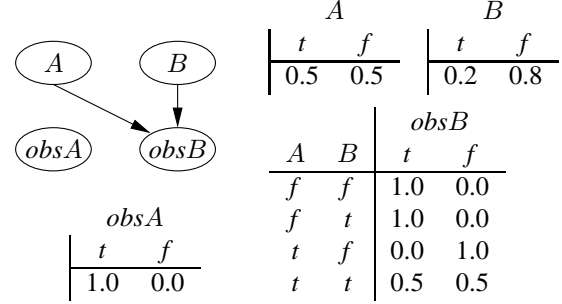 A B
t f t f
A B 0.5 0.5 0.2 0.8
obsB
obsA obsB A B t f
f f 1.0 0.0
obsA f t 1.0 0.0
t f t f 0.0 1.0
1.0 0.0 t t 0.5 0.5